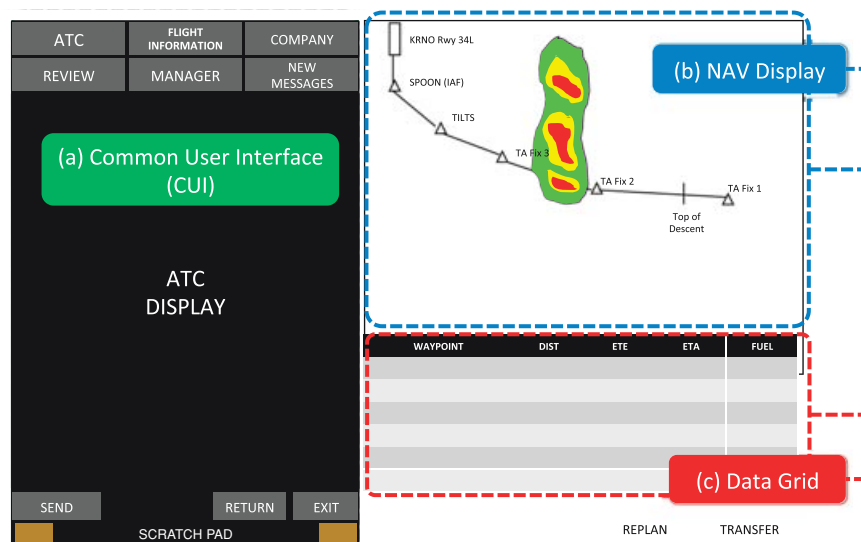 ATC
FLIGHT
INFORMATION
COMPANY
REVIEW
MANAGER
NEW
MESSAGES
(a) Common User Interface
(CUI)
ATC
DISPLAY
SEND
RETURN
EXIT
SCRATCH PAD
KRNO Rwy 34L
SPOON (IAF)
TILTS
TA Fix 3
TA Fix 2
TA Fix 1
Top of
Descent
(b) NAV Display
WAYPOINT DIST ETE ETA FUEL
(c) Data Grid
REPLAN TRANSFER